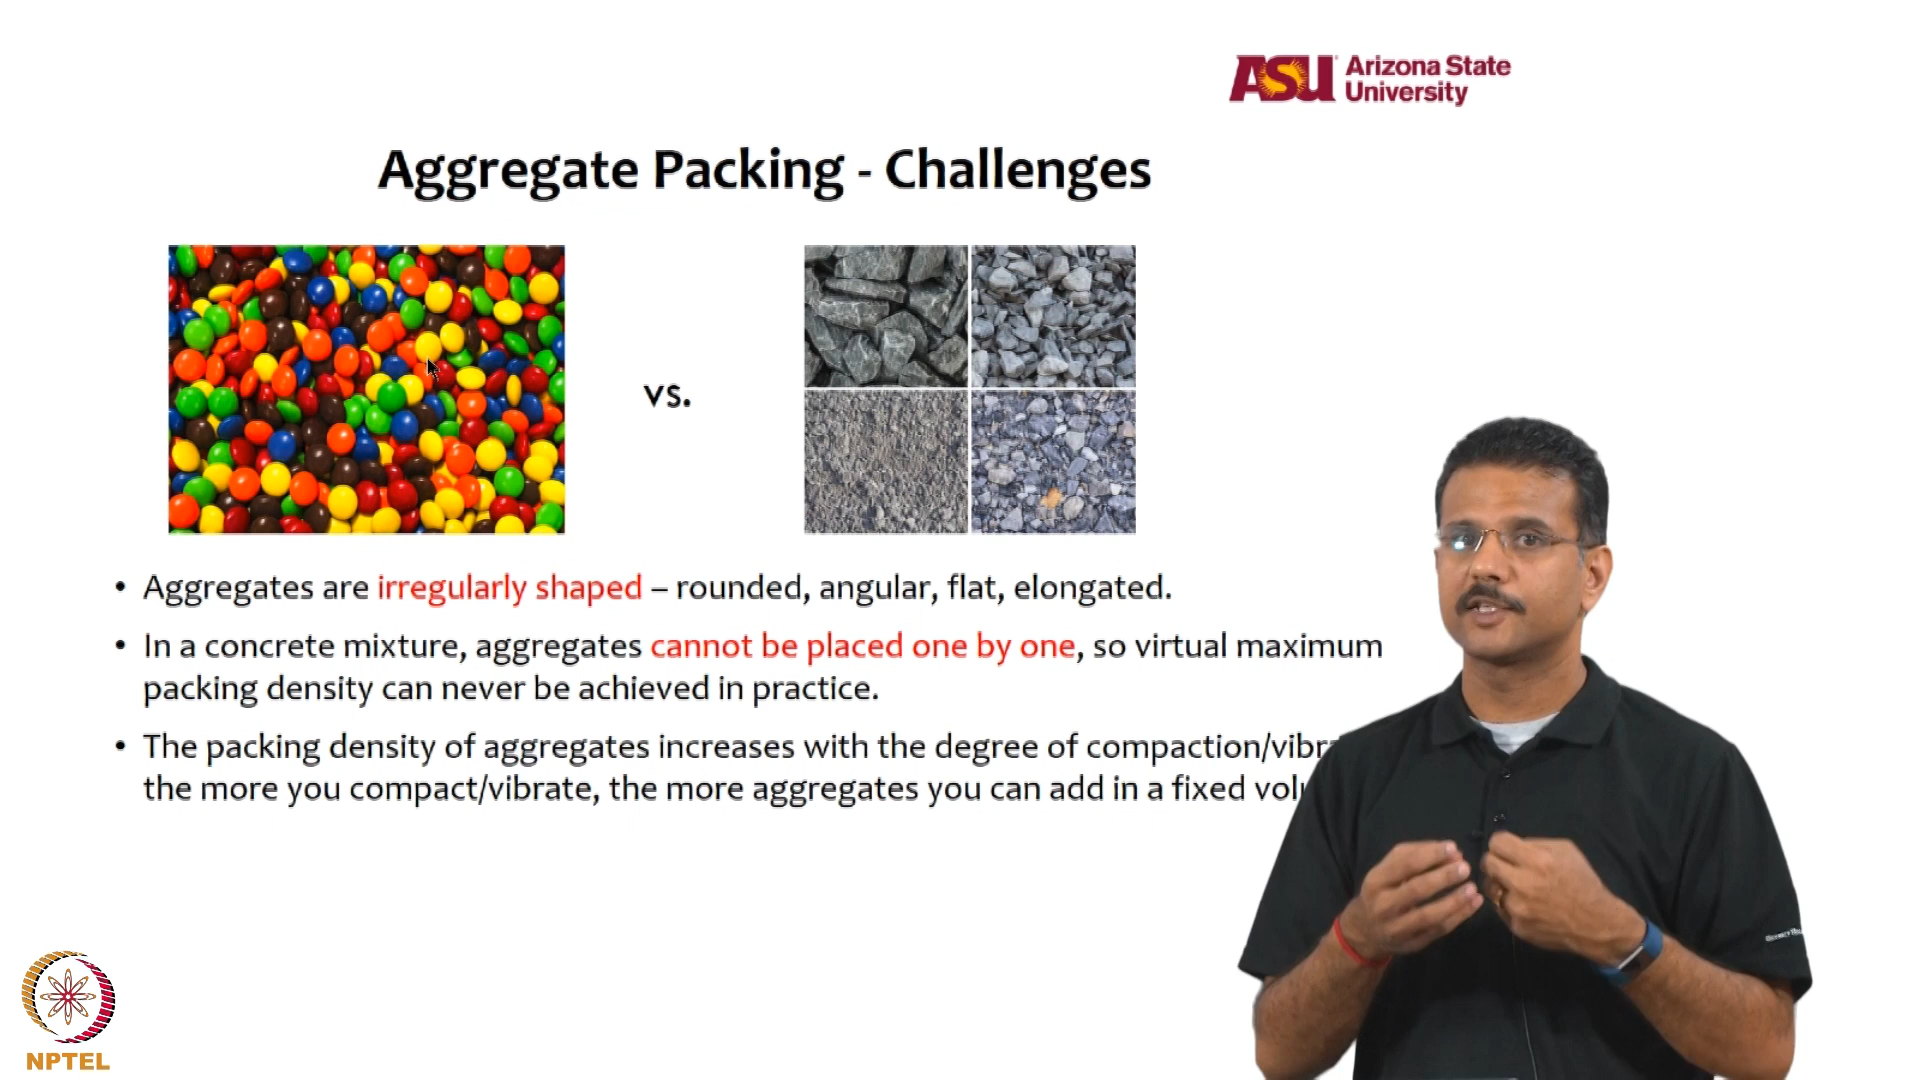 ASU Arizona State
University
Aggregate Packing - Challenges
vs.
• Aggregates are irregularly shaped – rounded, angular, flat, elongated.
• In a concrete mixture, aggregates cannot be placed one by one, so virtual maximum
packing density can never be achieved in practice.
• The packing density of aggregates increases with the degree of
the more you compact/vibrate, the more aggregates you can add in a fixed
NPTEL